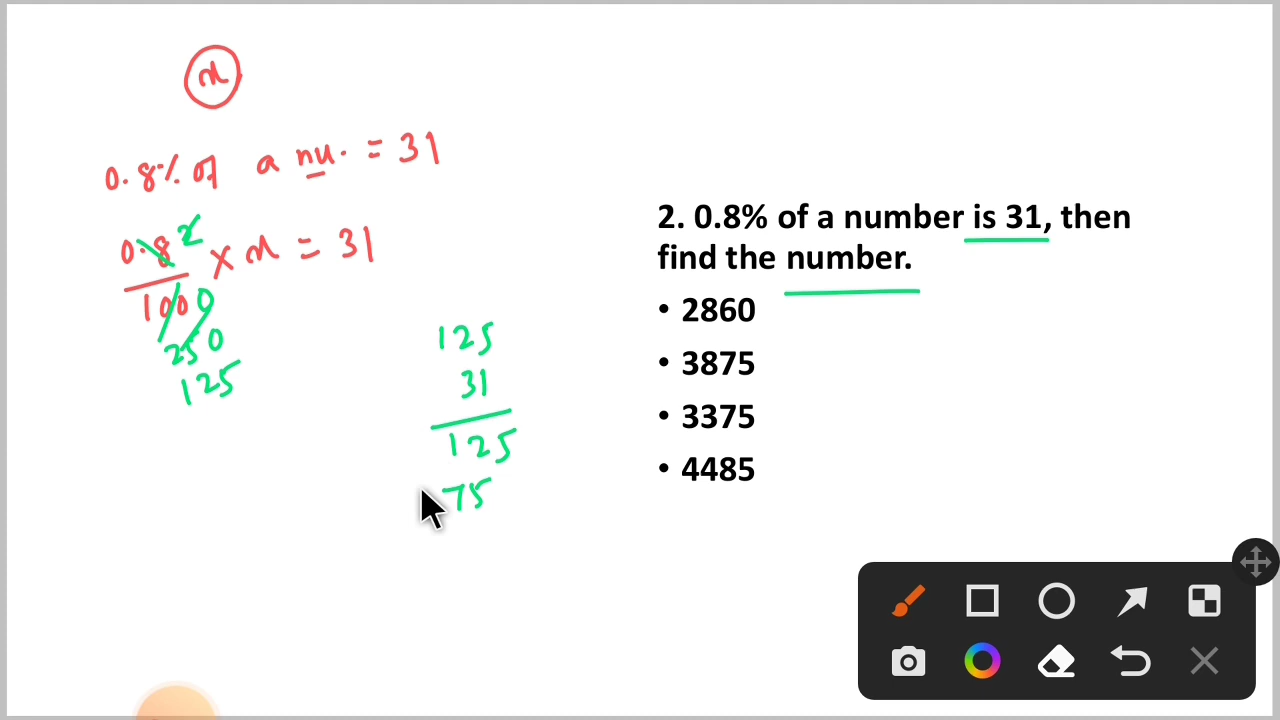 x
0.8% of a nu. = 31
0.8 2
x x = 31
1000
250
125
125
31
125
75
2. 0.8% of a number is 31, then
find the number.
• 2860
• 3875
• 3375
• 4485